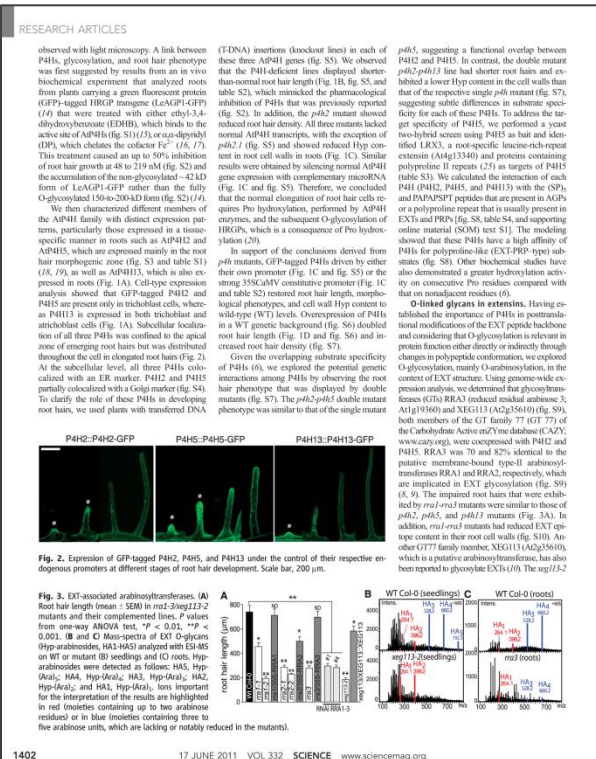 RESEARCH ARTICLES
observed with light microscopy. A link between
P4Hs, glycosylation, and root hair phenotype
was first suggested by results from an in vivo
biochemical experiment that analyzed roots
from plants carrying a green fluorescent protein
(GFP)–tagged HRGP transgene (LeAGP1-GFP)
(14) that were treated with either ethyl-3,4-
dihydroxybenzoate (EDHB), which binds to the
active site of AtP4Hs (fig. S1) (15), or α,α-dipyridyl
(DP), which chelates the cofactor Fe2+ (16, 17).
This treatment caused an up to 50% inhibition
of root hair growth at 48 to 219 nM (fig. S2) and
the accumulation of the non-glycosylated ~42 kD
form of LeAGP1-GFP rather than the fully
O-glycosylated 150-to-200-kD form (fig. S2) (14).
We then characterized different members of
the AtP4H family with distinct expression pat-
terns, particularly those expressed in a tissue-
specific manner in roots such as AtP4H2 and
AtP4H5, which are expressed mainly in the root
hair morphogenic zone (fig. S3 and table S1)
(18, 19), as well as AtP4H13, which is also ex-
pressed in roots (Fig. 1A). Cell-type expression
analysis showed that GFP-tagged P4H2 and
P4H5 are present only in trichoblast cells, where-
as P4H13 is expressed in both trichoblast and
atrichoblast cells (Fig. 1A). Subcellular localiza-
tion of all three P4Hs was confined to the apical
zone of emerging root hairs but was distributed
throughout the cell in elongated root hairs (Fig. 2).
At the subcellular level, all three P4Hs colo-
calized with an ER marker. P4H2 and P4H5
partially colocalized with a Golgi marker (fig. S4).
To clarify the role of these P4Hs in developing
root hairs, we used plants with transferred DNA
(T-DNA) insertions (knockout lines) in each of
these three AtP4H genes (fig. S5). We observed
that the P4H-deficient lines displayed shorter-
than-normal root hair length (Fig. 1B, fig. S5, and
table S2), which mimicked the pharmacological
inhibition of P4Hs that was previously reported
(fig. S2). In addition, the p4h2 mutant showed
reduced root hair density. All three mutants lacked
normal AtP4H transcripts, with the exception of
p4h2.1 (fig. S5) and showed reduced Hyp con-
tent in root cell walls in roots (Fig. 1C). Similar
results were obtained by silencing normal AtP4H
gene expression with complementary microRNA
(Fig. 1C and fig. S5). Therefore, we concluded
that the normal elongation of root hair cells re-
quires Pro hydroxylation, performed by AtP4H
enzymes, and the subsequent O-glycosylation of
HRGPs, which is a consequence of Pro hydrox-
ylation (20).
In support of the conclusions derived from
p4h mutants, GFP-tagged P4Hs driven by either
their own promoter (Fig. 1C and fig. S5) or the
strong 35SCaMV constitutive promoter (Fig. 1C
and table S2) restored root hair length, morpho-
logical phenotypes, and cell wall Hyp content to
wild-type (WT) levels. Overexpression of P4Hs
in a WT genetic background (fig. S6) doubled
root hair length (Fig. 1D and fig. S6) and in-
creased root hair density (fig. S7).
Given the overlapping substrate specificity
of P4Hs (6), we explored the potential genetic
interactions among P4Hs by observing the root
hair phenotype that was displayed by double
mutants (fig. S7). The p4h2-p4h5 double mutant
phenotype was similar to that of the single mutant
p4h5, suggesting a functional overlap between
P4H2 and P4H5. In contrast, the double mutant
p4h2-p4h13 line had shorter root hairs and ex-
hibited a lower Hyp content in the cell walls than
that of the respective single p4h mutant (fig. S7),
suggesting subtle differences in substrate speci-
ficity for each of these P4Hs. To address the tar-
get specificity of P4H5, we performed a yeast
two-hybrid screen using P4H5 as bait and iden-
tified LRX3, a root-specific leucine-rich-repeat
extensin (At4g13340) and proteins containing
polyproline II repeats (25) as targets of P4H5
(table S3). We calculated the interaction of each
P4H (P4H2, P4H5, and P4H13) with the (SP)5
and PAPAPSPT peptides that are present in AGPs
or a polyproline repeat that is usually present in
EXTs and PRPs [fig. S8, table S4, and supporting
online material (SOM) text S1]. The modeling
showed that these P4Hs have a high affinity of
P4Hs for polyproline-like (EXT-PRP-type) sub-
strates (fig. S8). Other biochemical studies have
also demonstrated a greater hydroxylation activ-
ity on consecutive Pro residues compared with
that on nonadjacent residues (6).
O-linked glycans in extensins. Having es-
tablished the importance of P4Hs in posttransla-
tional modifications of the EXT peptide backbone
and considering that O-glycosylation is relevant in
protein function either directly or indirectly through
changes in polypeptide conformation, we explored
O-glycosylation, mainly O-arabinosylation, in the
context of EXT structure. Using genome-wide ex-
pression analysis, we determined that glycosyltrans-
ferases (GTs) RRA3 (reduced residual arabinose 3;
At1g19360) and XEG113 (At2g35610) (fig. S9),
both members of the GT family 77 (GT 77) of
the Carbohydrate Active enZYme database (CAZY;
www.cazy.org), were coexpressed with P4H2 and
P4H5. RRA3 was 70 and 82% identical to the
putative membrane-bound type-II arabinosyl-
transferases RRA1 and RRA2, respectively, which
are implicated in EXT glycosylation (fig. S9)
(8, 9). The impaired root hairs that were exhib-
ited by rra1-rra3 mutants were similar to those of
p4h2, p4h5, and p4h13 mutants (Fig. 3A). In
addition, rra1-rra3 mutants had reduced EXT epi-
tope content in their root cell walls (fig. S10). An-
other GT77 family member, XEG113 (At2g35610),
which is a putative arabinosyltransferase, has also
been reported to glycosylate EXTs (10). The xeg113-2
P4H2::P4H2-GFP P4H5::P4H5-GFP P4H13::P4H13-GFP
Fig. 2. Expression of GFP-tagged P4H2, P4H5, and P4H13 under the control of their respective en-
dogenous promoters at different stages of root hair development. Scale bar, 200 μm.
Fig. 3. EXT-associated arabinosyltransferases. (A)
Root hair length (mean ± SEM) in rra1-3/xeg113-2
mutants and their complemented lines. P values
from one-way ANOVA test, *P < 0.01, **P <
0.001. (B and C) Mass-spectra of EXT O-glycans
(Hyp-arabinosides, HA1-HA5) analyzed with ESI-MS
on WT or mutant (B) seedlings and (C) roots. Hyp-
arabinosides were detected as follows: HA5, Hyp-
(Ara)5; HA4, Hyp-(Ara)4; HA3, Hyp-(Ara)3; HA2,
Hyp-(Ara)2; and HA1, Hyp-(Ara)1. Ions important
for the interpretation of the results are highlighted
in red (moieties containing up to two arabinose
residues) or in blue (moieties containing three to
five arabinose units, which are lacking or notably reduced in the mutants).
A
root hair length (μm)
800
600
400
200
0
WT Col-0
RNAi RRA1-3
B WT Col-0 (seedlings)
xeg113-2(seedlings)
C WT Col-0 (roots)
rra3 (roots)
1402 17 JUNE 2011 VOL 332 SCIENCE www.sciencemag.org